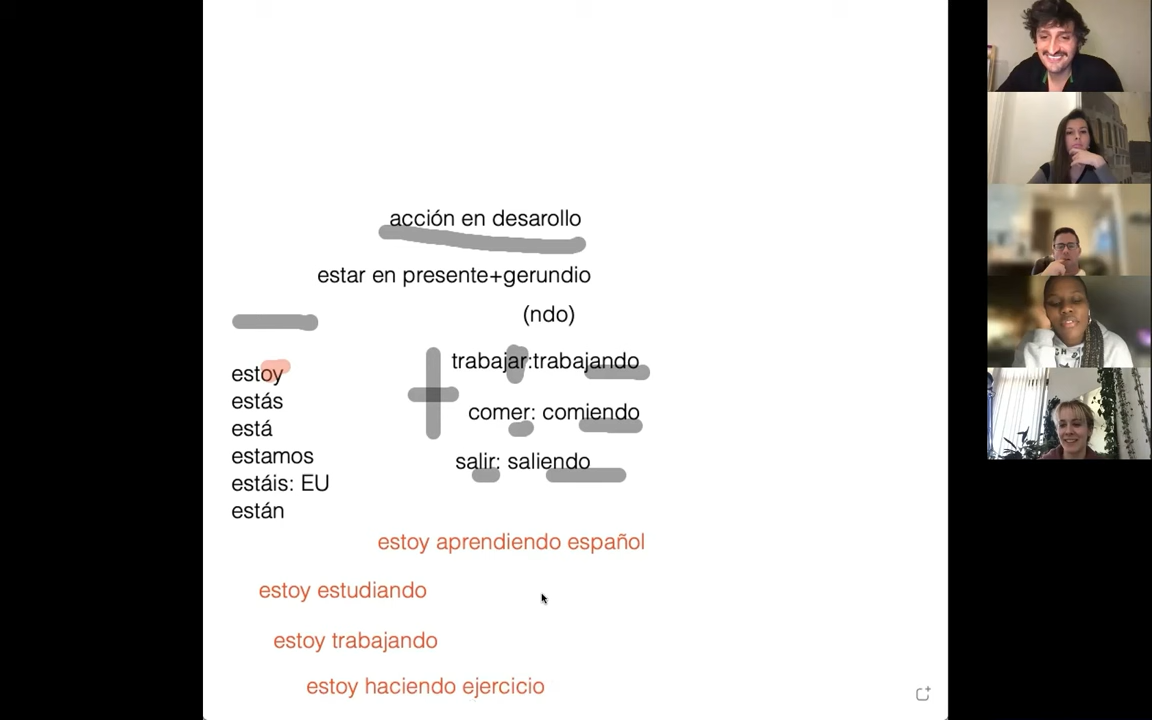 acción en desarollo
estar en presente+gerundio
(ndo)
trabajar:trabajando
comer: comiendo
salir: saliendo
estoy
estás
está
estamos
estáis: EU
están
estoy aprendiendo español
estoy estudiando
estoy trabajando
estoy haciendo ejercicio